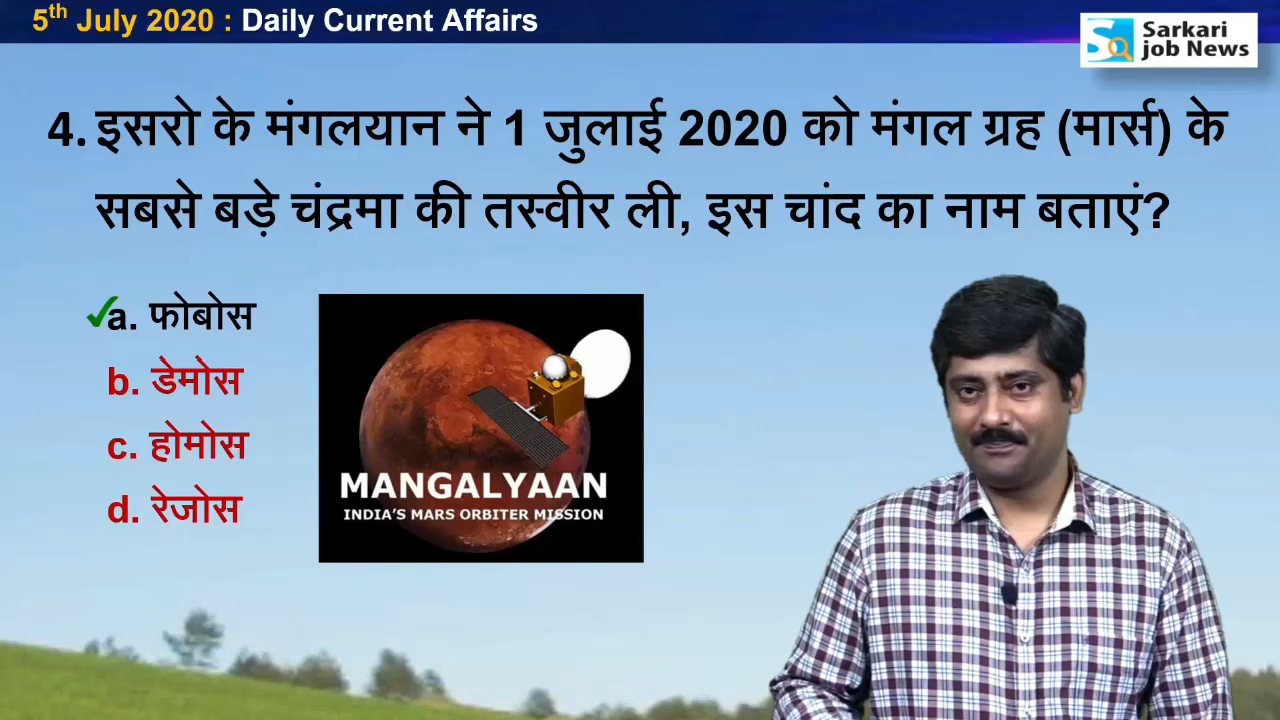 5th July 2020 : Daily Current Affairs
Sarkari
job News
4. इसरो के मंगलयान ने 1 जुलाई 2020 को मंगल ग्रह (मार्स) के
सबसे बड़े चंद्रमा की तस्वीर ली, इस चांद का नाम बताएं?
a. फोबोस
b. डेमोस
c. होमोस
d. रेजोस
MANGALYAAN
INDIA'S MARS ORBITER MISSION